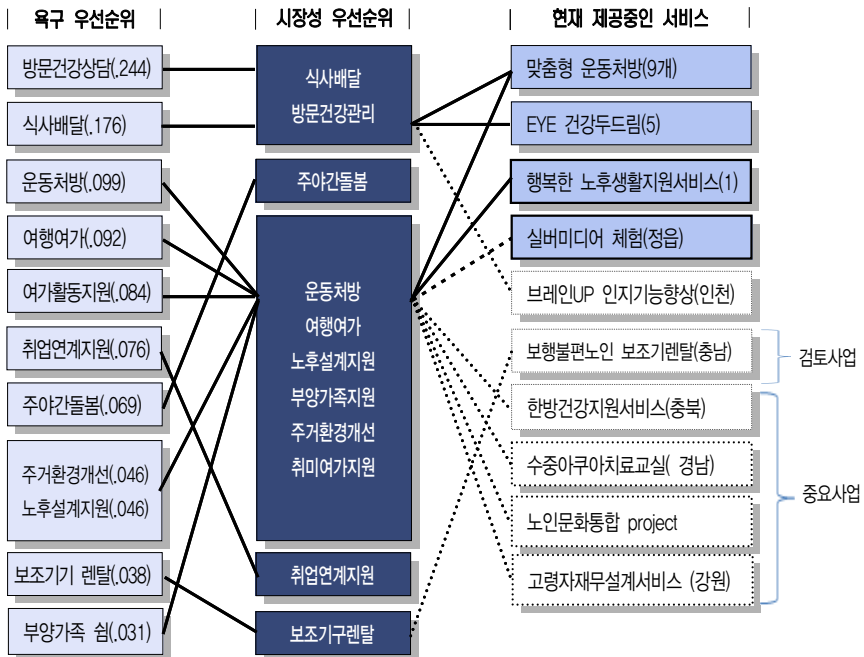 욕구 우선순위
시장성 우선순위
현재 제공중인 서비스
방문건강상담(.244)
식사배달(.176)
운동처방(.099)
여행여가(.092)
여가활동지원(.084)
취업연계지원(.076)
주야간돌봄(.069)
주거환경개선(.046)
노후설계지원(.046)
보조기기 렌탈(.038)
부양가족 쉼(.031)
식사배달
방문건강관리
주야간돌봄
운동처방
여행여가
노후설계지원
부양가족지원
주거환경개선
취미여가지원
취업연계지원
보조기구렌탈
맞춤형 운동처방(9개)
EYE 건강두드림(5)
행복한 노후생활지원서비스(1)
실버미디어 체험(정읍)
브레인UP 인지기능향상(인천)
보행불편노인 보조기렌탈(충남)
한방건강지원서비스(충북)
수중아쿠아치료교실( 경남)
노인문화통합 project
고령자재무설계서비스 (강원)
검토사업
중요사업